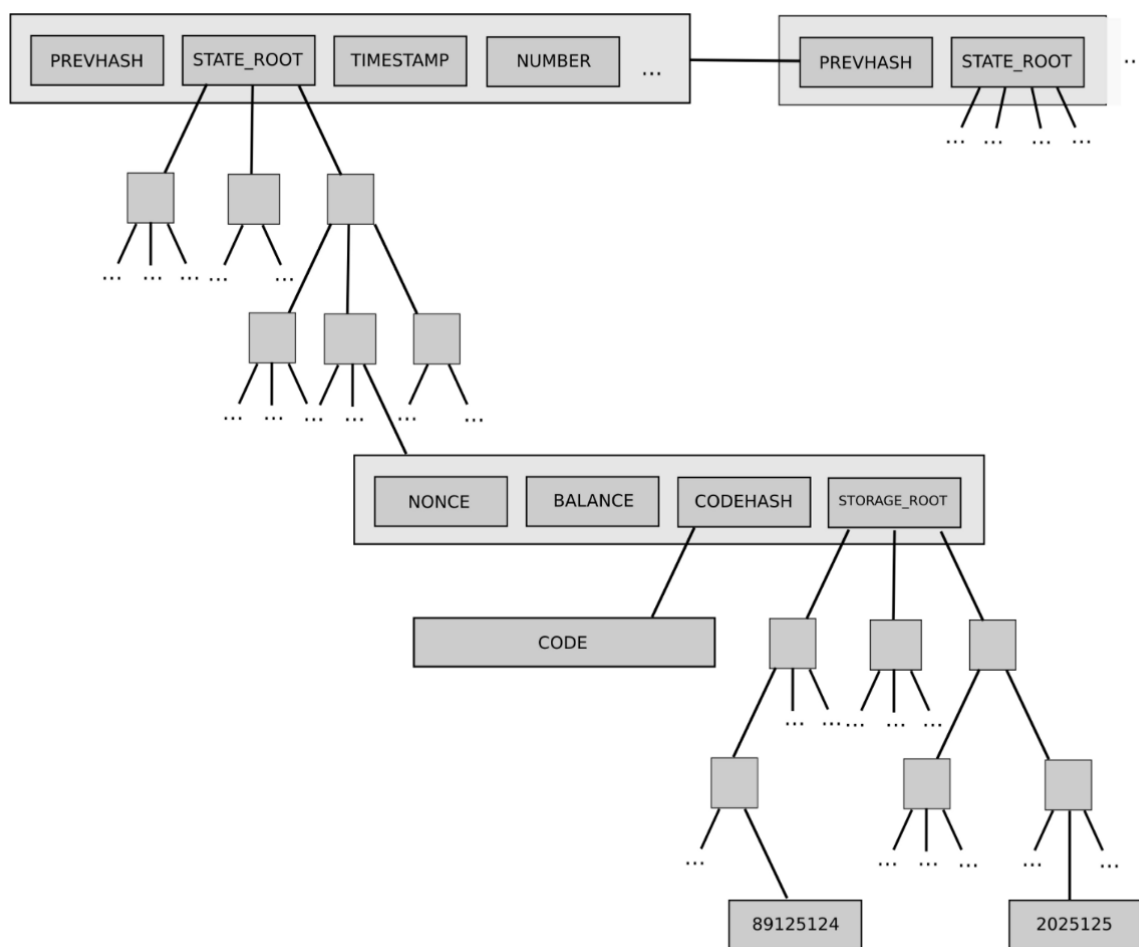 PREVHASH STATE_ROOT TIMESTAMP NUMBER ... PREVHASH STATE_ROOT ...
... ... ... ...
... ... ... ... ...
... ... ... ... ... ... ...
NONCE BALANCE CODEHASH STORAGE_ROOT
CODE
... ... ... ... ...
... ... ... ... ... ...
89125124 2025125